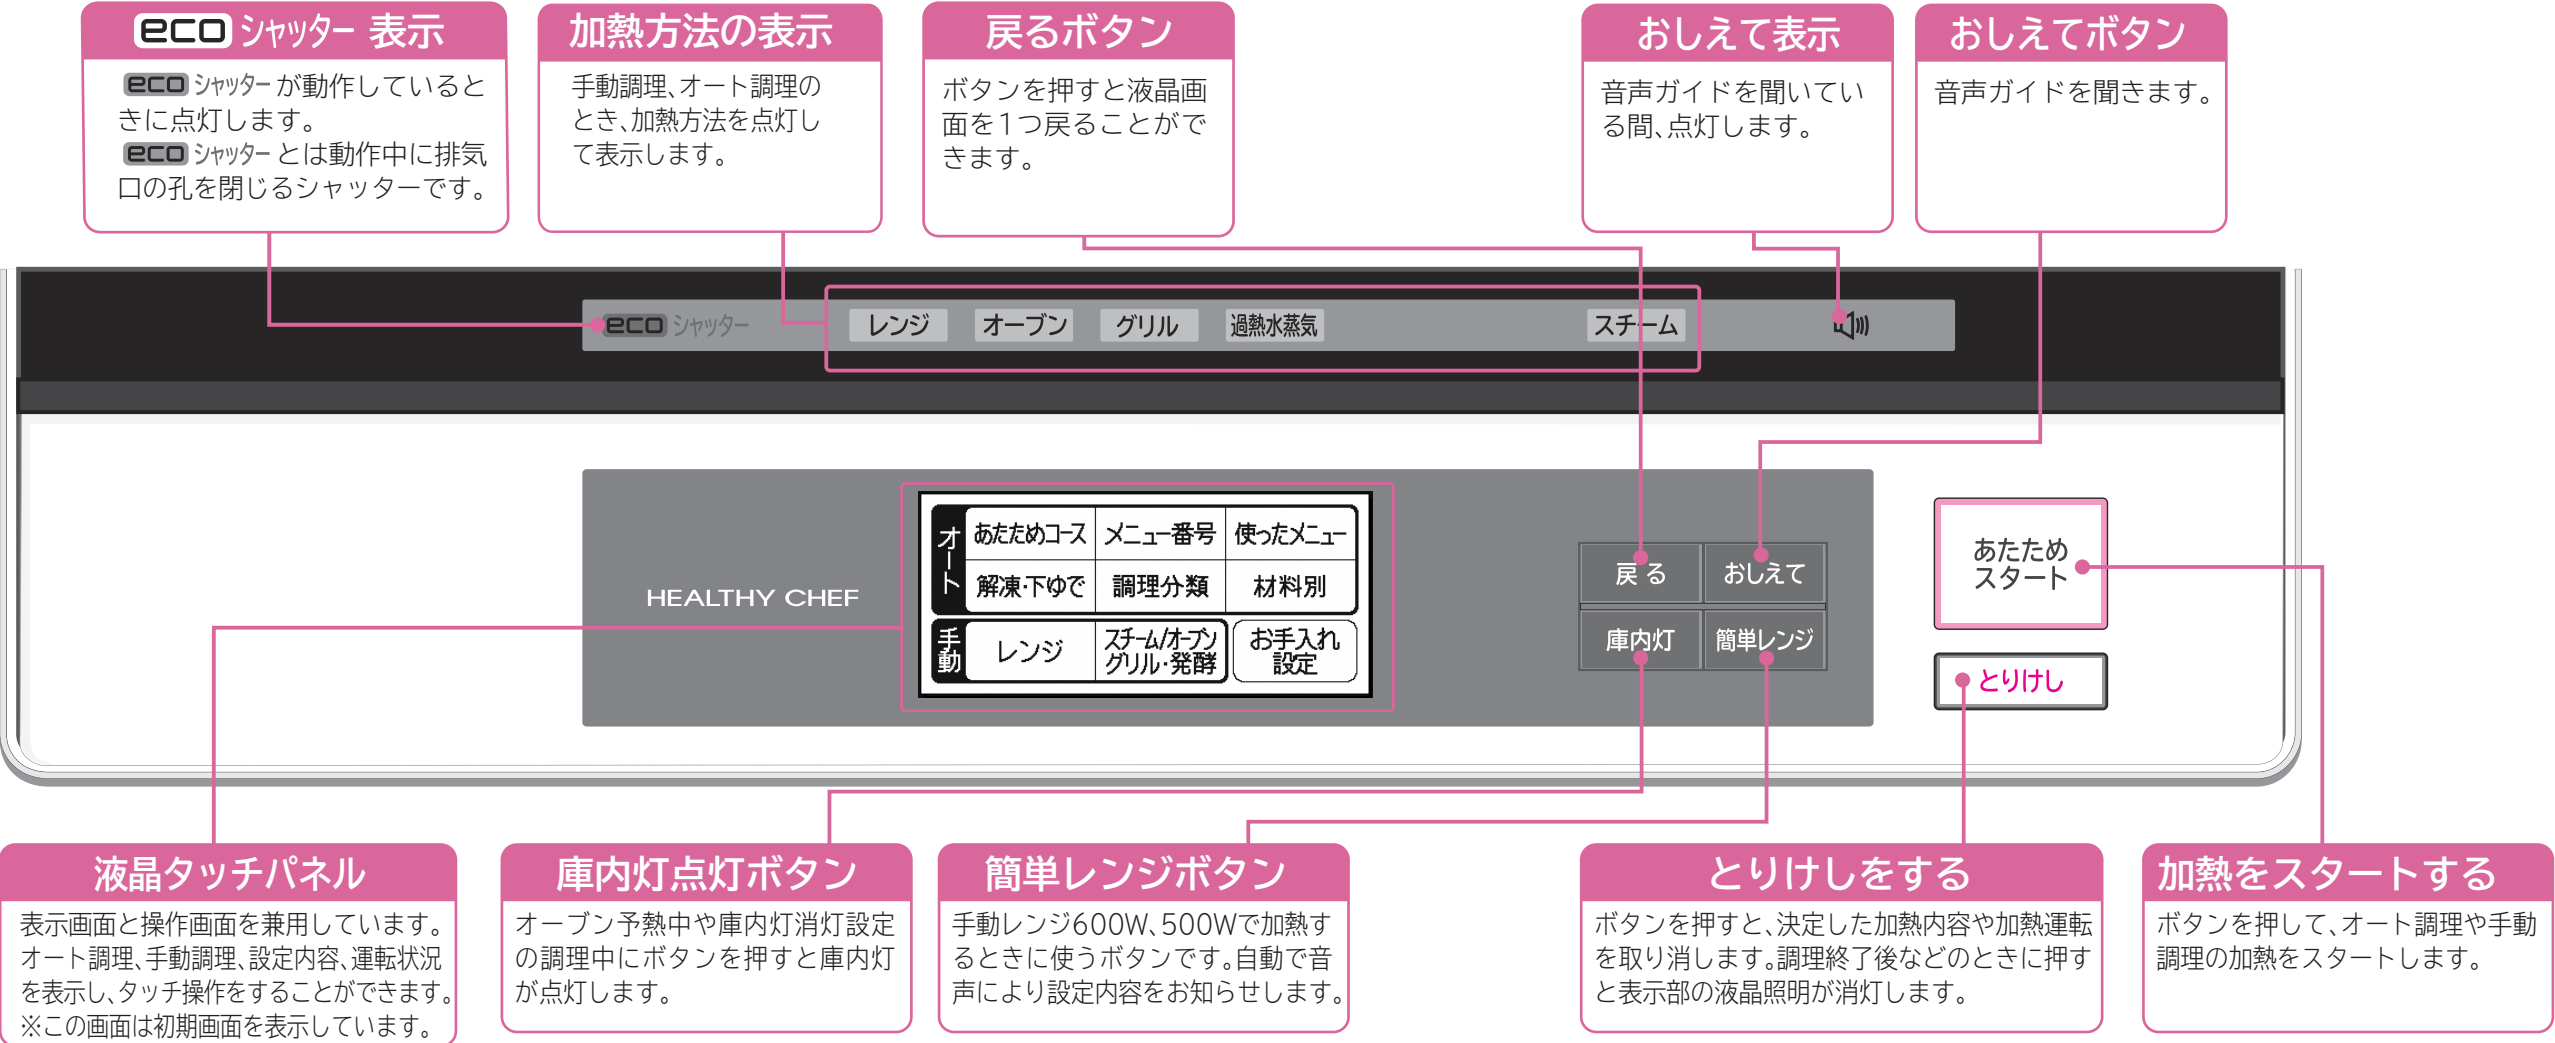 eco シャッター 表示
eco シャッター が動作していると
きに点灯します。
eco シャッター とは動作中に排気
口の孔を閉じるシャッターです。
加熱方法の表示
手動調理、オート調理の
とき、加熱方法を点灯し
て表示します。
戻るボタン
ボタンを押すと液晶画
面を1つ戻ることがで
きます。
おしえて表示
音声ガイドを聞いてい
る間、点灯します。
おしえてボタン
音声ガイドを聞きます。
eco シャッター レンジ オーブン グリル 過熱水蒸気 スチーム
HEALTHY CHEF
オート
あたためコース メニュー番号 使ったメニュー
解凍・下ゆで 調理分類 材料別
手動
レンジ
スチーム/オーブン
グリル・発酵
お手入れ
設定
戻る おしえて
庫内灯 簡単レンジ
あたため
スタート
とりけし
液晶タッチパネル
表示画面と操作画面を兼用しています。
オート調理、手動調理、設定内容、運転状況
を表示し、タッチ操作をすることができます。
※この画面は初期画面を表示しています。
庫内灯点灯ボタン
オーブン予熱中や庫内灯消灯設定
の調理中にボタンを押すと庫内灯
が点灯します。
簡単レンジボタン
手動レンジ600W、500Wで加熱す
るときに使うボタンです。自動で音
声により設定内容をお知らせします。
とりけしをする
ボタンを押すと、決定した加熱内容や加熱運転
を取り消します。調理終了後などのときに押す
と表示部の液晶照明が消灯します。
加熱をスタートする
ボタンを押して、オート調理や手動
調理の加熱をスタートします。